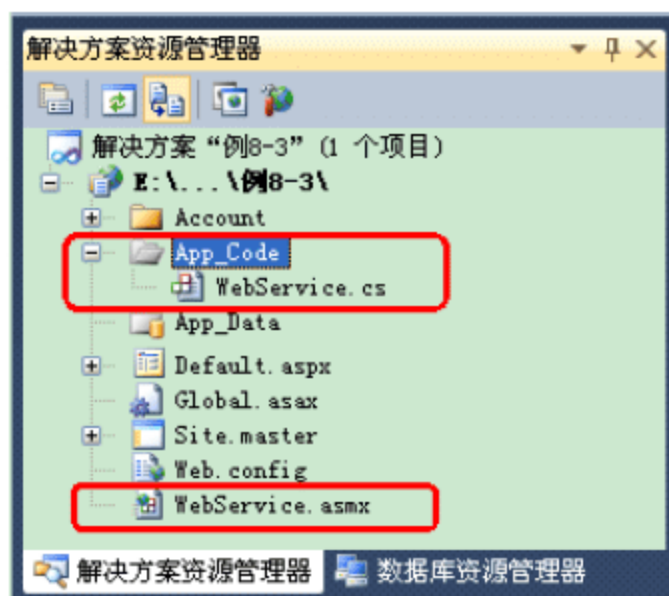 解决方案资源管理器
解决方案“例8-3”(1 个项目)
E:\...\例8-3\
Account
App_Code
WebService.cs
App_Data
Default.aspx
Global.asax
Site.master
Web.config
WebService.asmx
解决方案资源管理器 数据库资源管理器